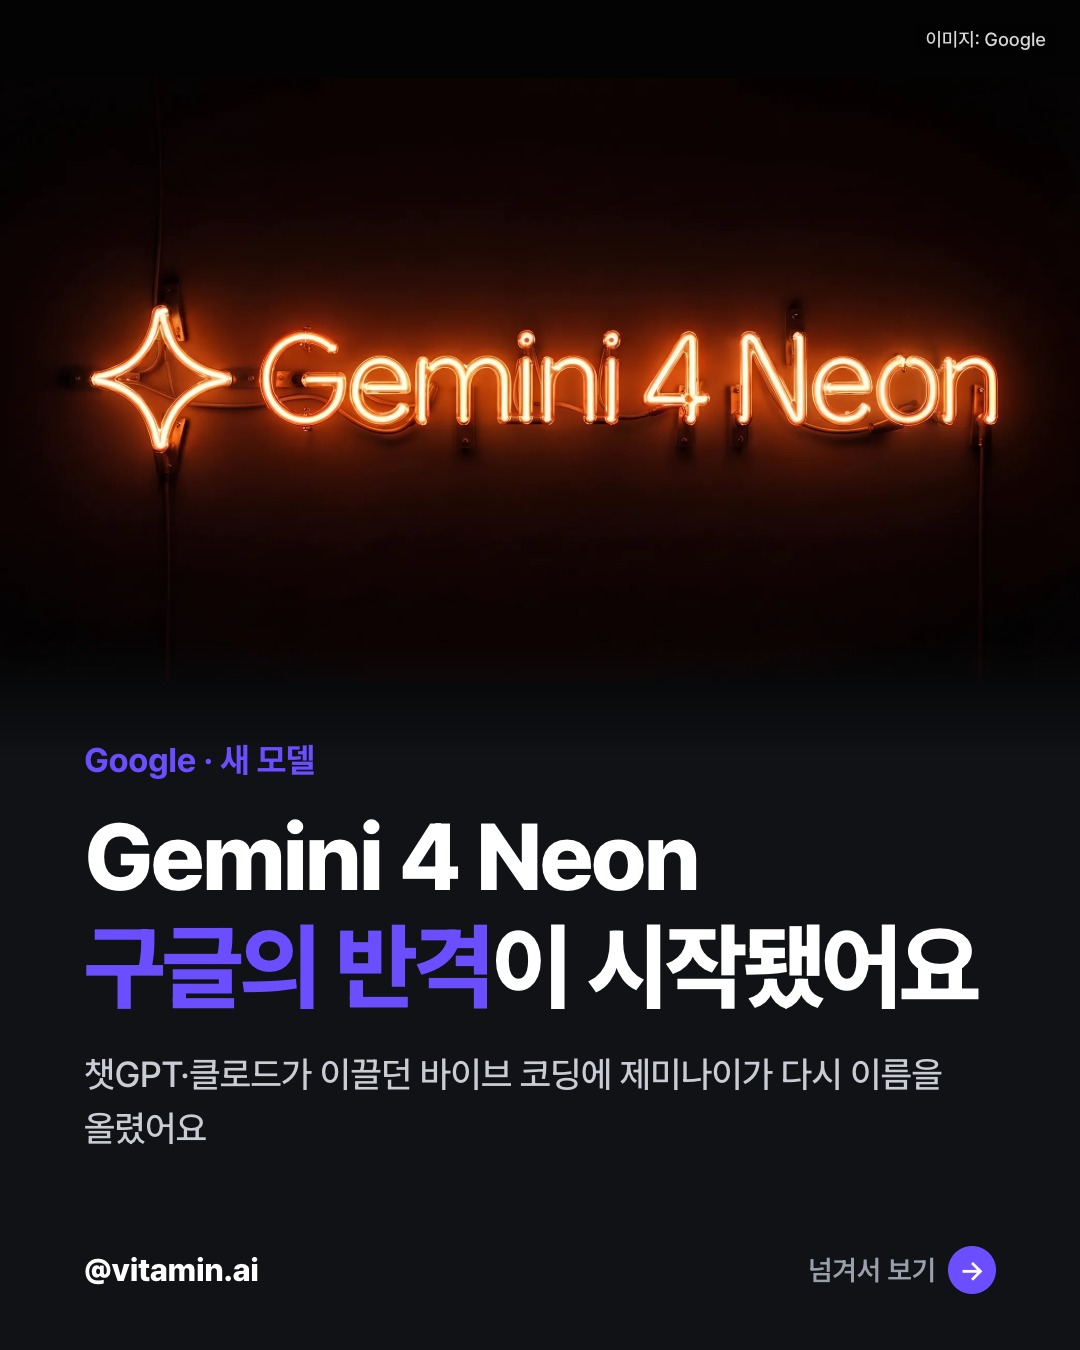 이미지: Google
Gemini 4 Neon
Google · 새 모델
Gemini 4 Neon
구글의 반격이 시작됐어요
챗GPT·클로드가 이끌던 바이브 코딩에 제미나이가 다시 이름을
올렸어요
@vitamin.ai
넘겨서 보기